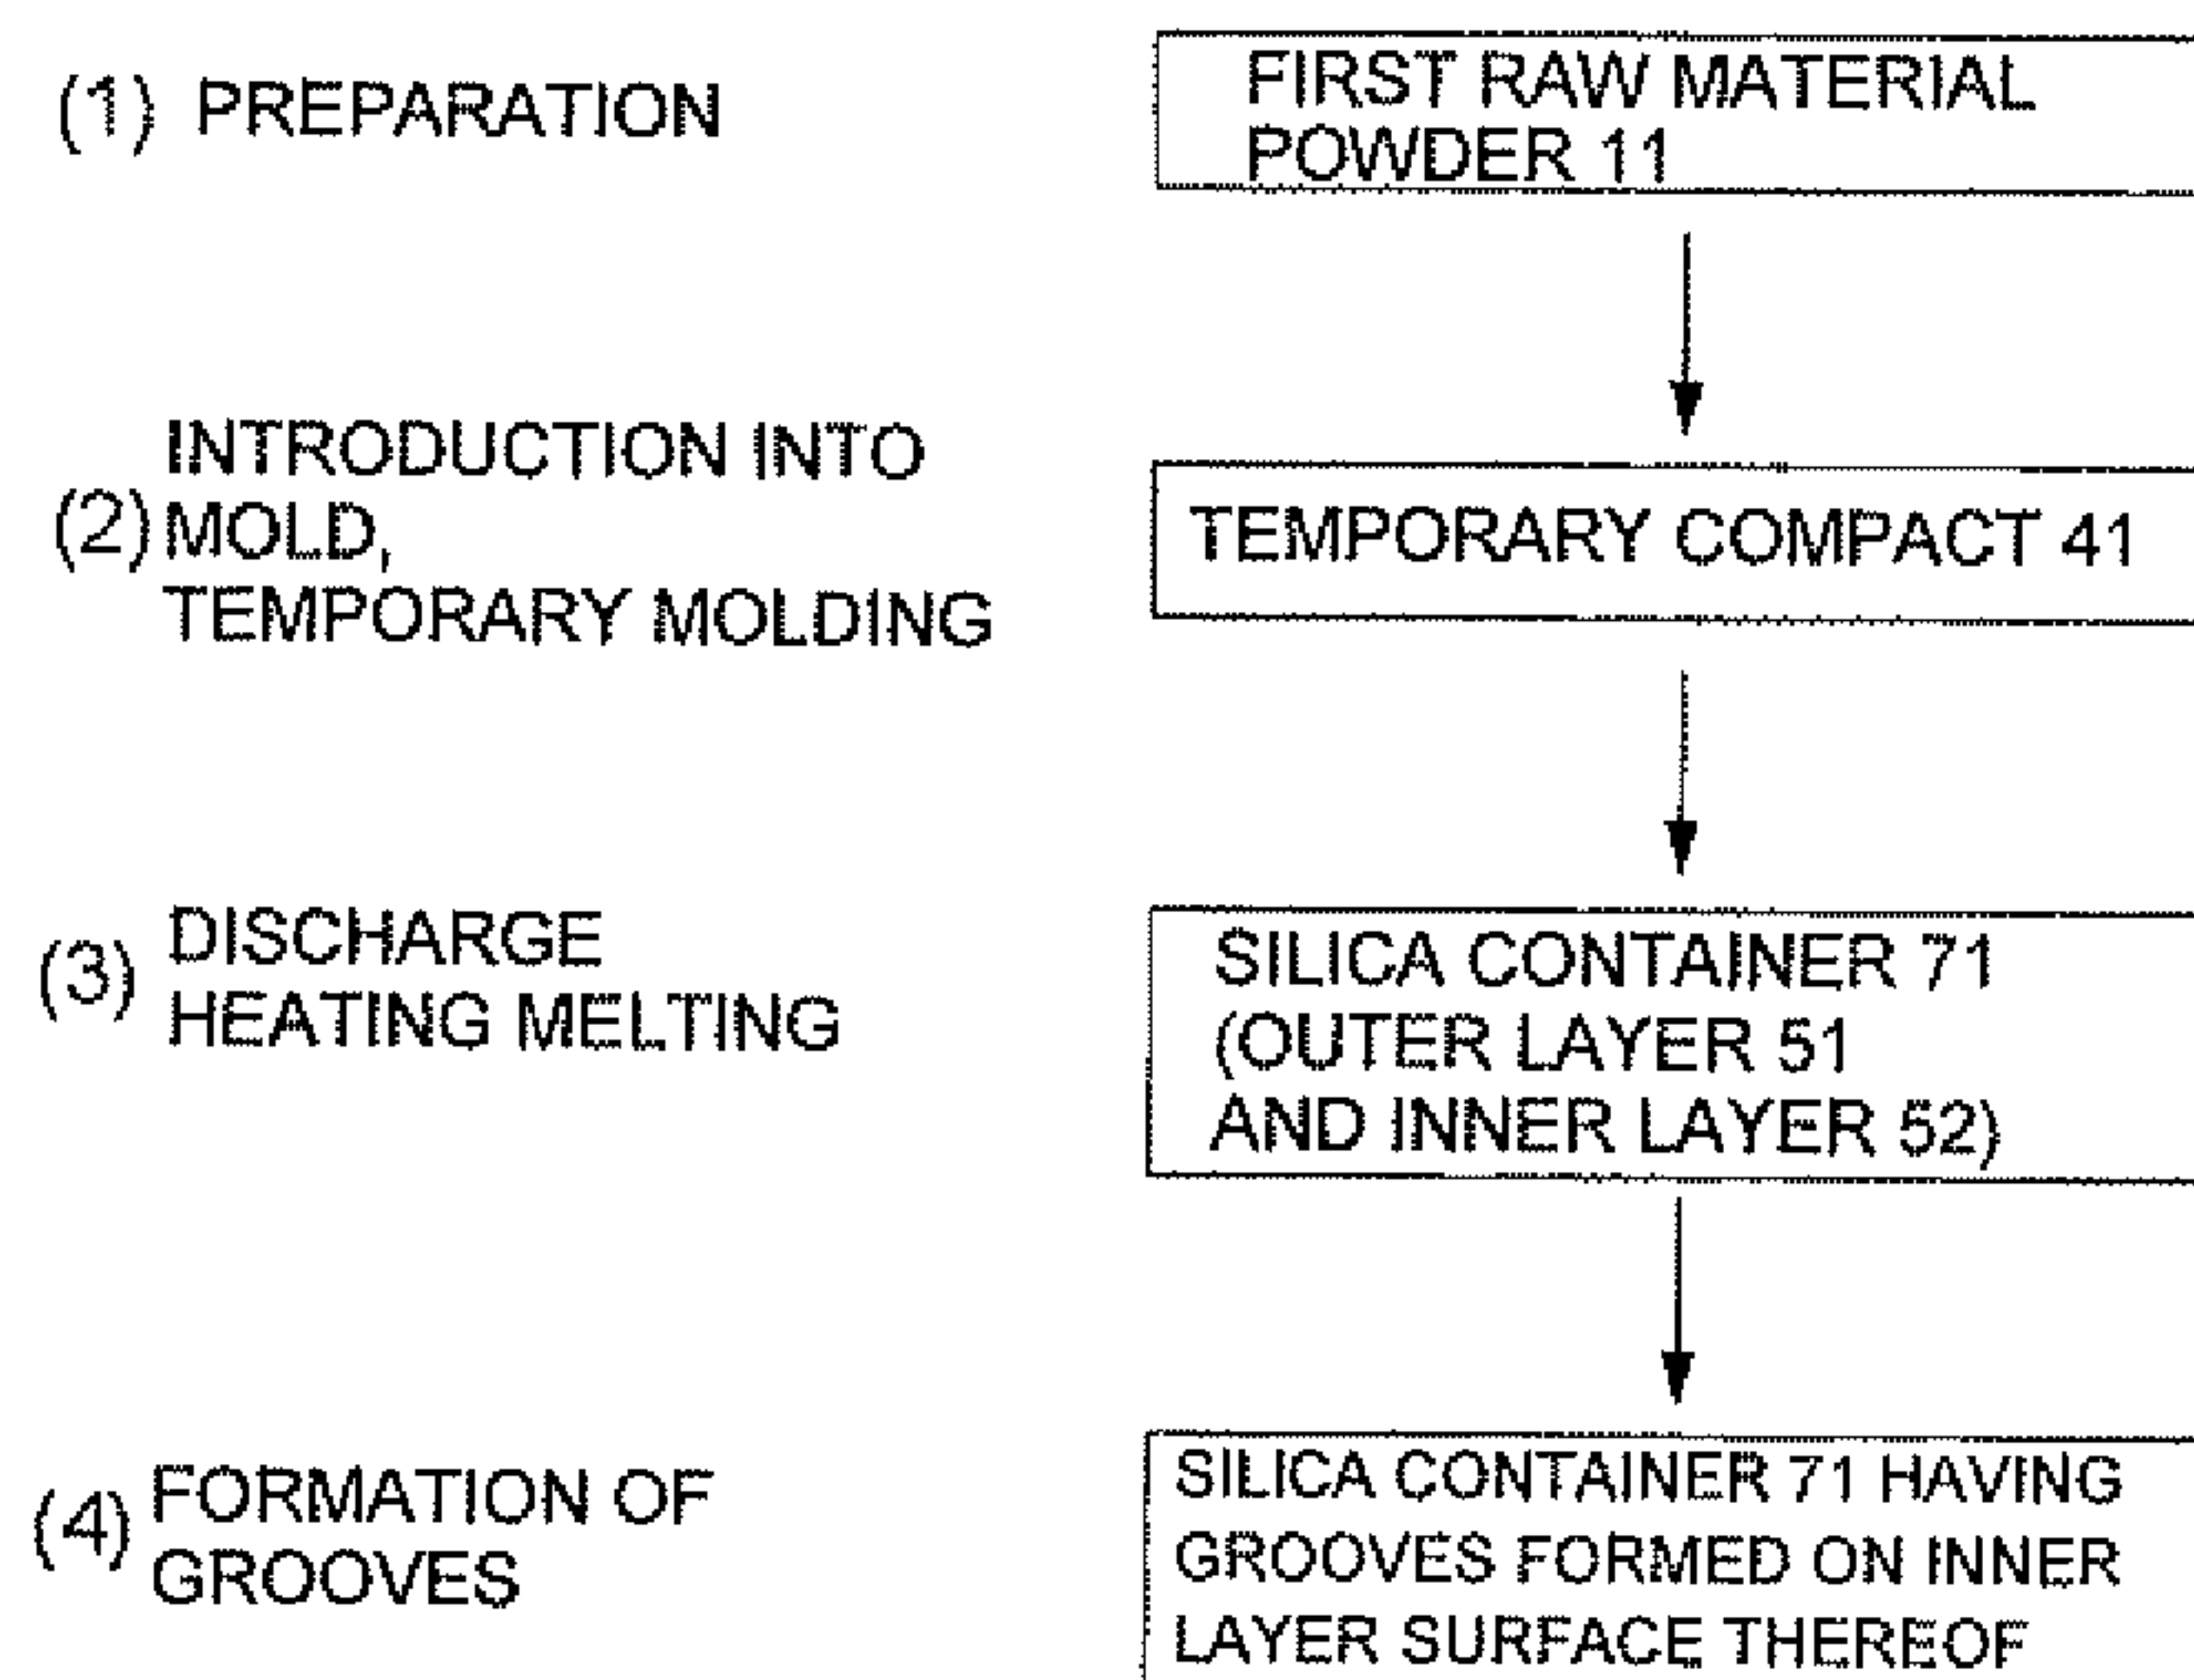 (1) PREPARATION
FIRST RAW MATERIAL
POWDER 11
(2) INTRODUCTION INTO
MOLD,
TEMPORARY MOLDING
TEMPORARY COMPACT 41
(3) DISCHARGE
HEATING MELTING
SILICA CONTAINER 71
(OUTER LAYER 51
AND INNER LAYER 52)
(4) FORMATION OF
GROOVES
SILICA CONTAINER 71 HAVING
GROOVES FORMED ON INNER
LAYER SURFACE THEREOF